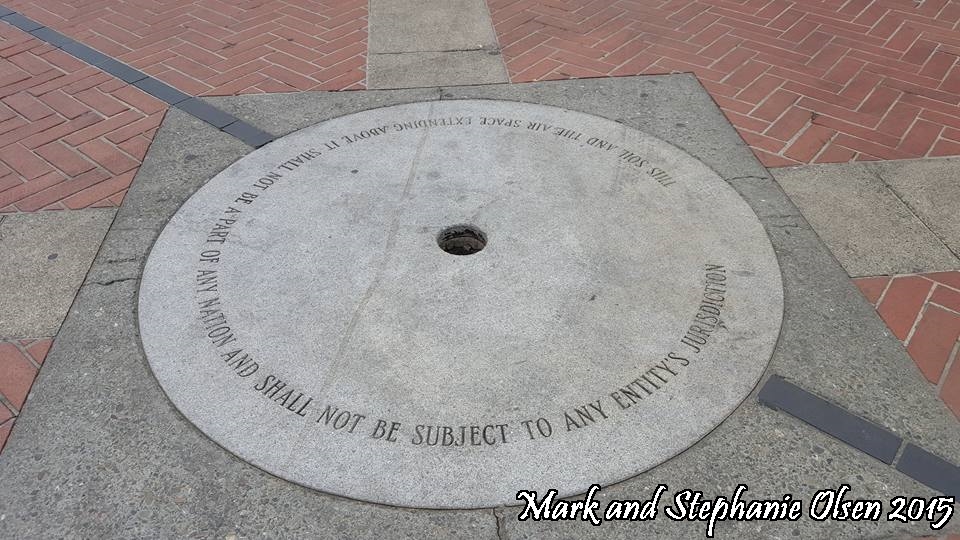 THIS SOIL AND THE AIR SPACE EXTENDING ABOVE IT SHALL NOT BE A PART OF ANY NATION AND SHALL NOT BE SUBJECT TO ANY ENTITY'S JURISDICTION
Mark and Stephanie Olsen 2015